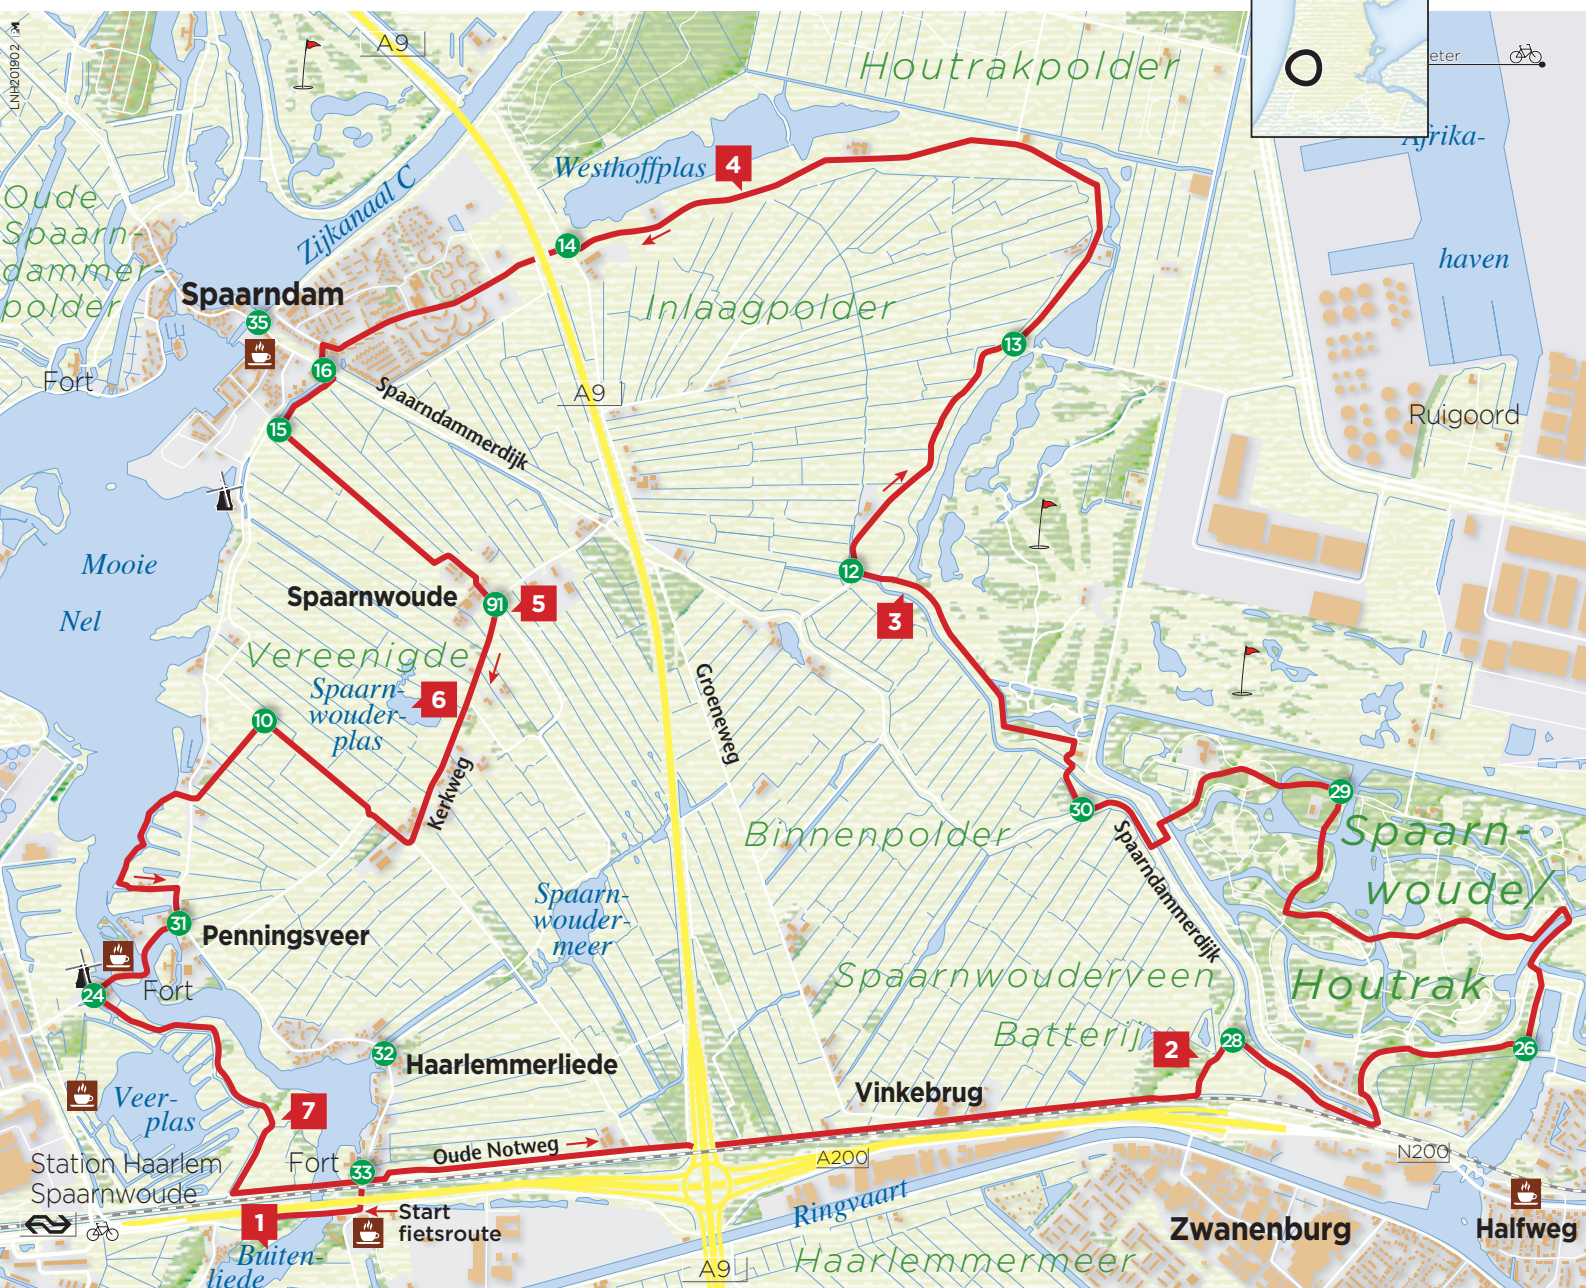 LNH201902
A9
Houtrakpolder
eter
Afrika-
haven
Westhoffplas
4
Oude
Spaarn-
dammer-
polder
Zijkanaal C
14
Spaarndam
35
Inlaagpolder
13
Fort
16
A9
Spaarndammerdijk
15
Ruigoord
Mooie
Nel
12
Spaarnwoude
91
5
3
Vereenigde
Spaarn-
wouder-
plas
6
Groeneweg
10
Kerkweg
29
30
Binnenpolder
Spaarndammerdijk
Spaarn-
woude/
Houtrak
Spaarn-
wouder-
meer
31
Penningsveer
Spaarnwouderveen
24
Fort
Batterij
2
28
26
32
Haarlemmerliede
Vinkebrug
Veer-
plas
7
Oude Notweg
Station Haarlem
Spaarnwoude
Fort
33
A200
N200
1
Start
fietsroute
Ringvaart
Zwanenburg
Halfweg
Buiten-
liede
A9
Haarlemmermeer